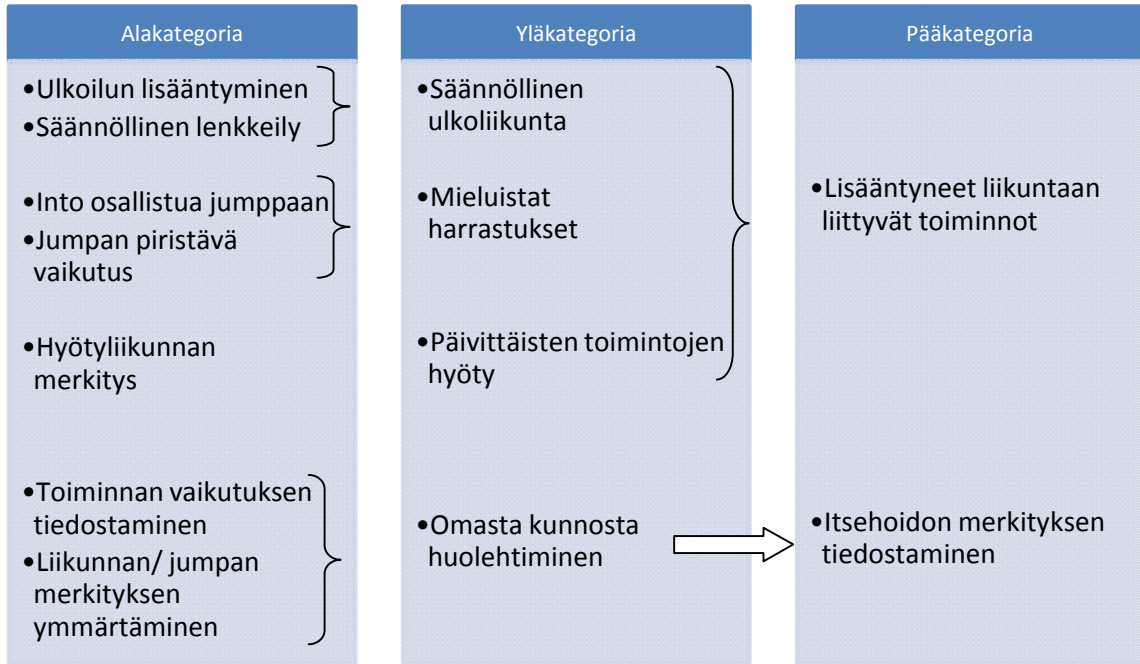 Alakategoria
•Ulkoilun lisääntyminen
•Säännöllinen lenkkeily
•Into osallistua jumppaan
•Jumpan piristävä
vaikutus
•Hyötyliikunnan
merkitys
•Toiminnan vaikutuksen
tiedostaminen
•Liikunnan/ jumpan
merkityksen
ymmärtäminen
Yläkategoria
•Säännöllinen
ulkoliikunta
•Mieluistat
harrastukset
•Päivittäisten toimintojen
hyöty
•Omasta kunnosta
huolehtiminen
Pääkategoria
•Lisääntyneet liikuntaan
liittyvät toiminnot
•Itsehoidon merkityksen
tiedostaminen